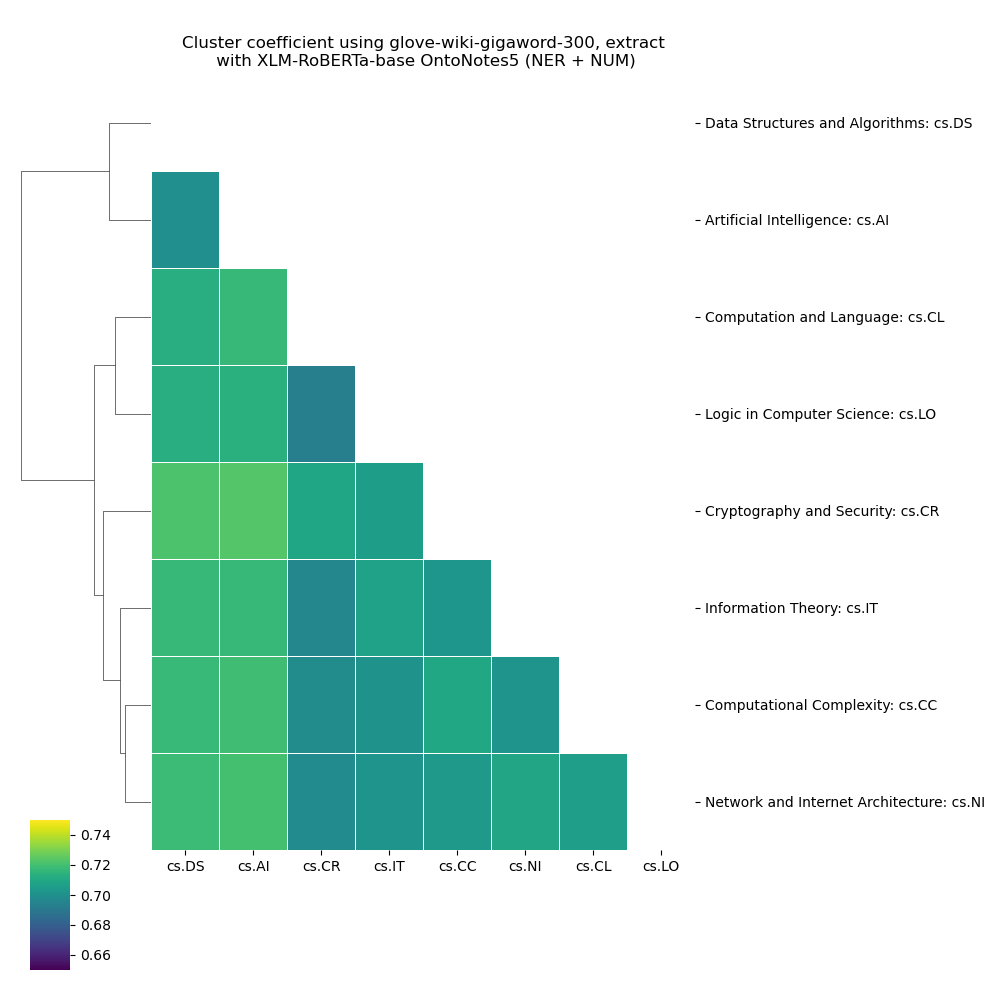 Cluster coefficient using glove-wiki-gigaword-300, extract
with XLM-RoBERTa-base OntoNotes5 (NER + NUM)
Data Structures and Algorithms: cs.DS
Artificial Intelligence: cs.AI
Computation and Language: cs.CL
Logic in Computer Science: cs.LO
Cryptography and Security: cs.CR
Information Theory: cs.IT
Computational Complexity: cs.CC
Network and Internet Architecture: cs.NI
cs.DS cs.AI cs.CR cs.IT cs.CC cs.NI cs.CL cs.LO
0.74
0.72
0.70
0.68
0.66